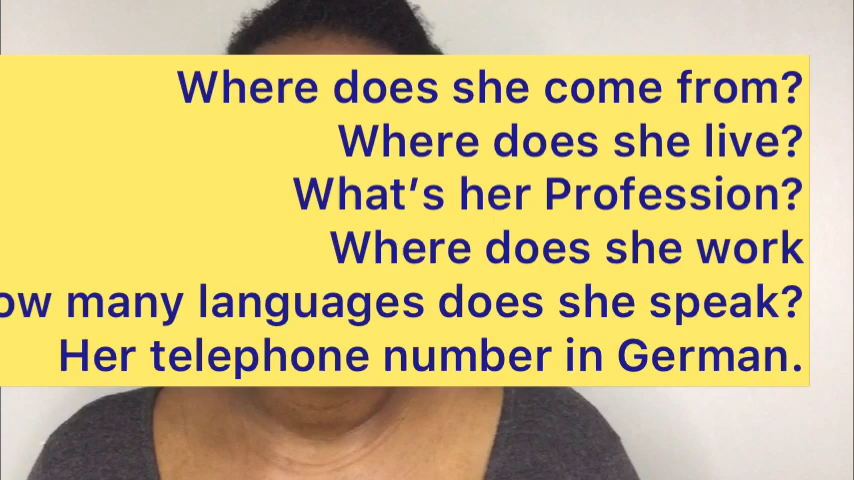 Where does she come from?
Where does she live?
What's her Profession?
Where does she work
many languages does she speak?
Her telephone number in German.